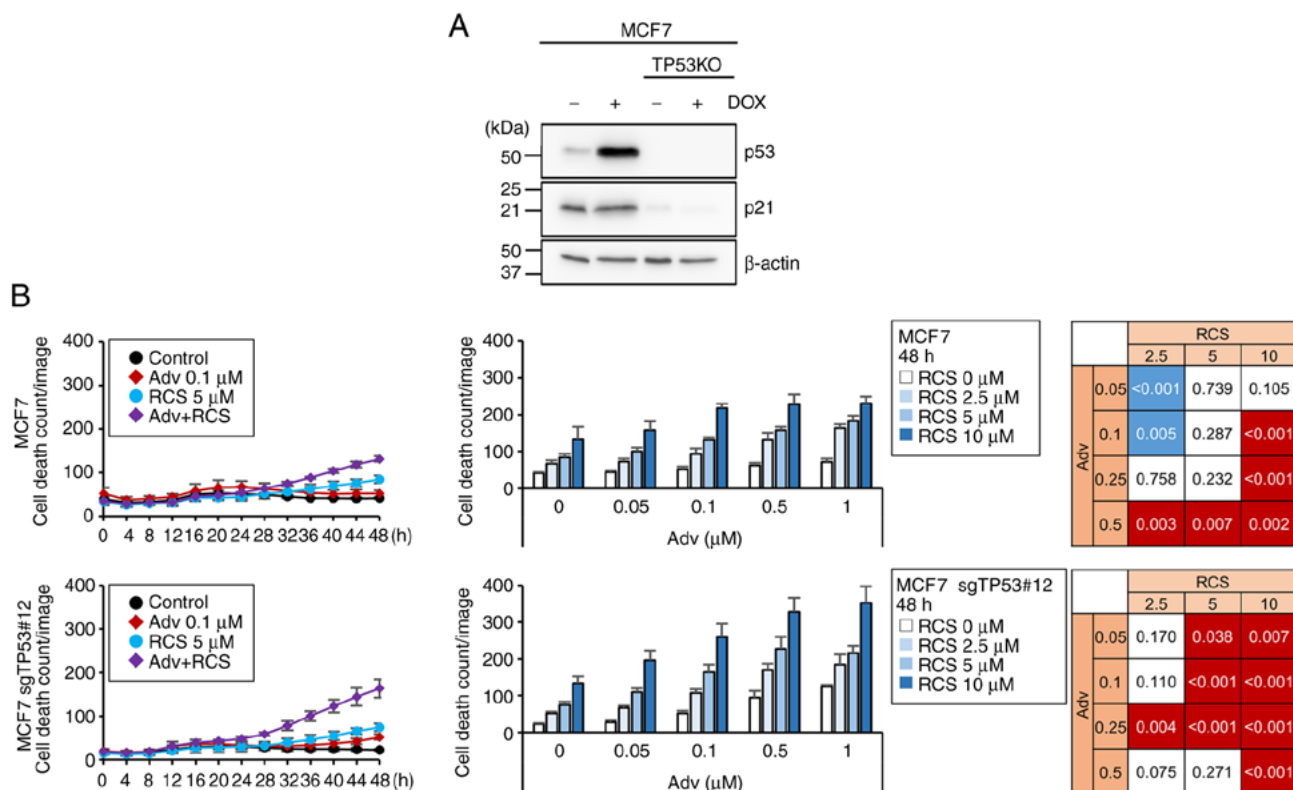 A
MCF7
TP53KO
− + − + DOX
(kDa)
50 p53
25
21 p21
50
37 β-actin
B
MCF7
Cell death count/image
400
300
200
100
0
Control
Adv 0.1 μM
RCS 5 μM
Adv+RCS
0 4 8 12 16 20 24 28 32 36 40 44 48 (h)
Cell death count/image
400
300
200
100
0
0 0.05 0.1 0.5 1
Adv (μM)
MCF7
48 h
RCS 0 μM
RCS 2.5 μM
RCS 5 μM
RCS 10 μM
RCS
2.5 5 10
Adv
0.05 <0.001 0.739 0.105
0.1 0.005 0.287 <0.001
0.25 0.758 0.232 <0.001
0.5 0.003 0.007 0.002
MCF7 sgTP53#12
Cell death count/image
400
300
200
100
0
Control
Adv 0.1 μM
RCS 5 μM
Adv+RCS
0 4 8 12 16 20 24 28 32 36 40 44 48 (h)
Cell death count/image
400
300
200
100
0
0 0.05 0.1 0.5 1
Adv (μM)
MCF7 sgTP53#12
48 h
RCS 0 μM
RCS 2.5 μM
RCS 5 μM
RCS 10 μM
RCS
2.5 5 10
Adv
0.05 0.170 0.038 0.007
0.1 0.110 <0.001 <0.001
0.25 0.004 <0.001 <0.001
0.5 0.075 0.271 <0.001